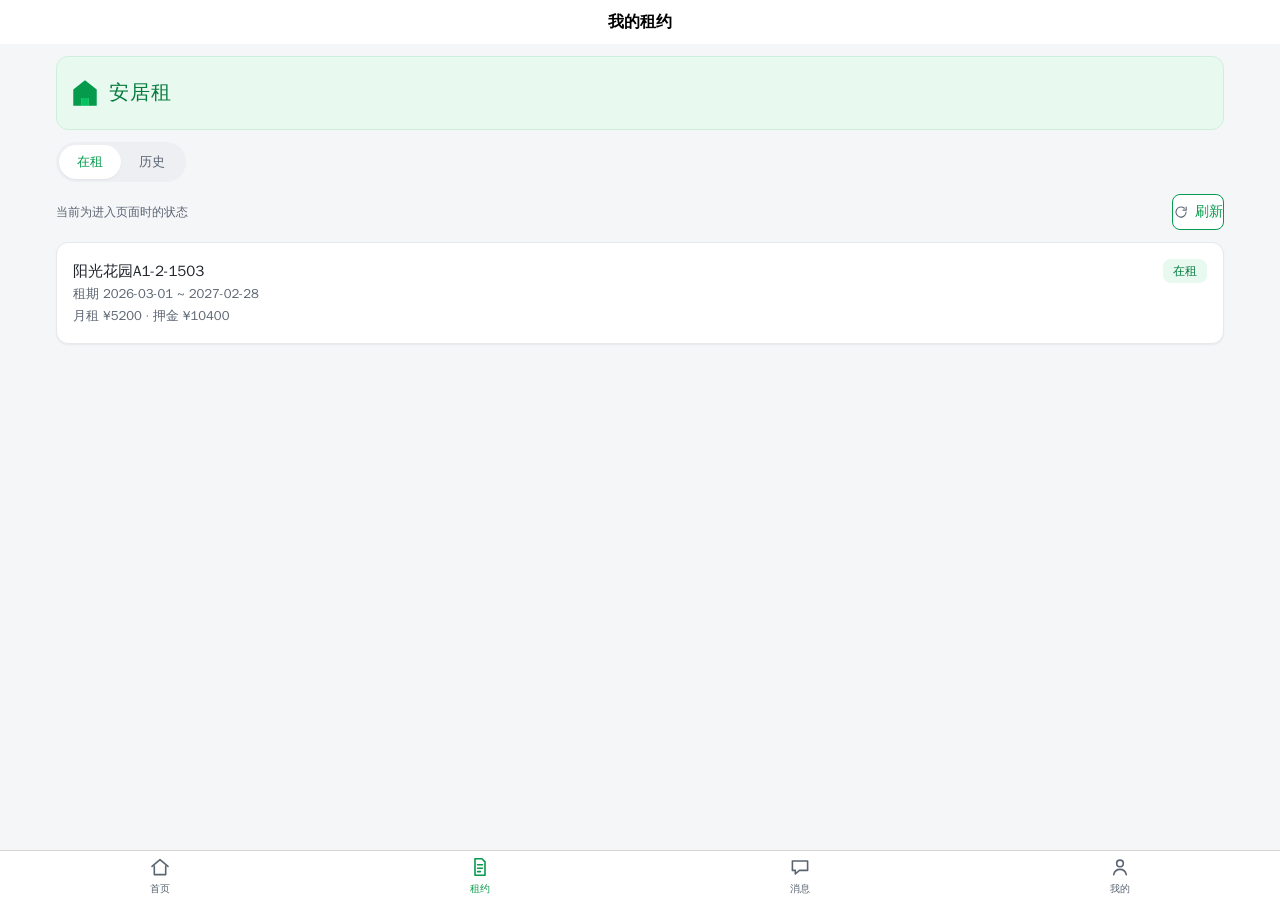 我的租约
安居租
在租 历史
当前为进入页面时的状态 刷新
阳光花园A1-2-1503 在租
租期 2026-03-01 ~ 2027-02-28
月租 ¥5200 · 押金 ¥10400
首页 租约 消息 我的